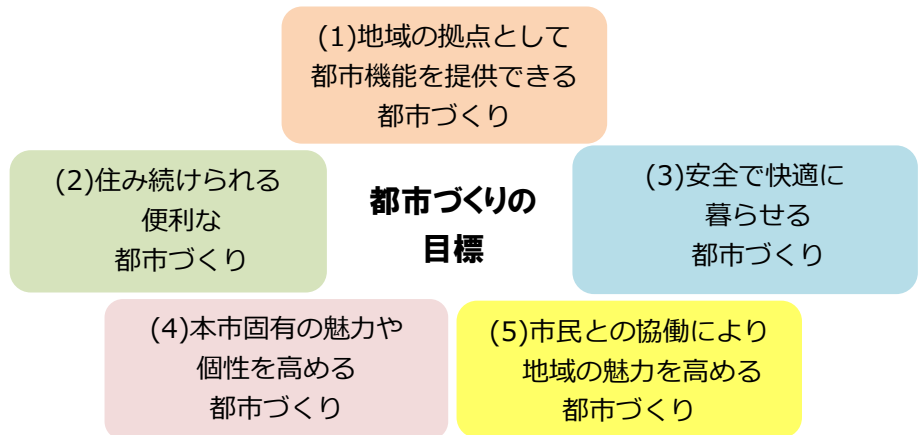 (1)地域の拠点として
都市機能を提供できる
都市づくり
(2)住み続けられる
便利な
都市づくり
都市づくりの
目標
(3)安全で快適に
暮らせる
都市づくり
(4)本市固有の魅力や
個性を高める
都市づくり
(5)市民との協働により
地域の魅力を高める
都市づくり